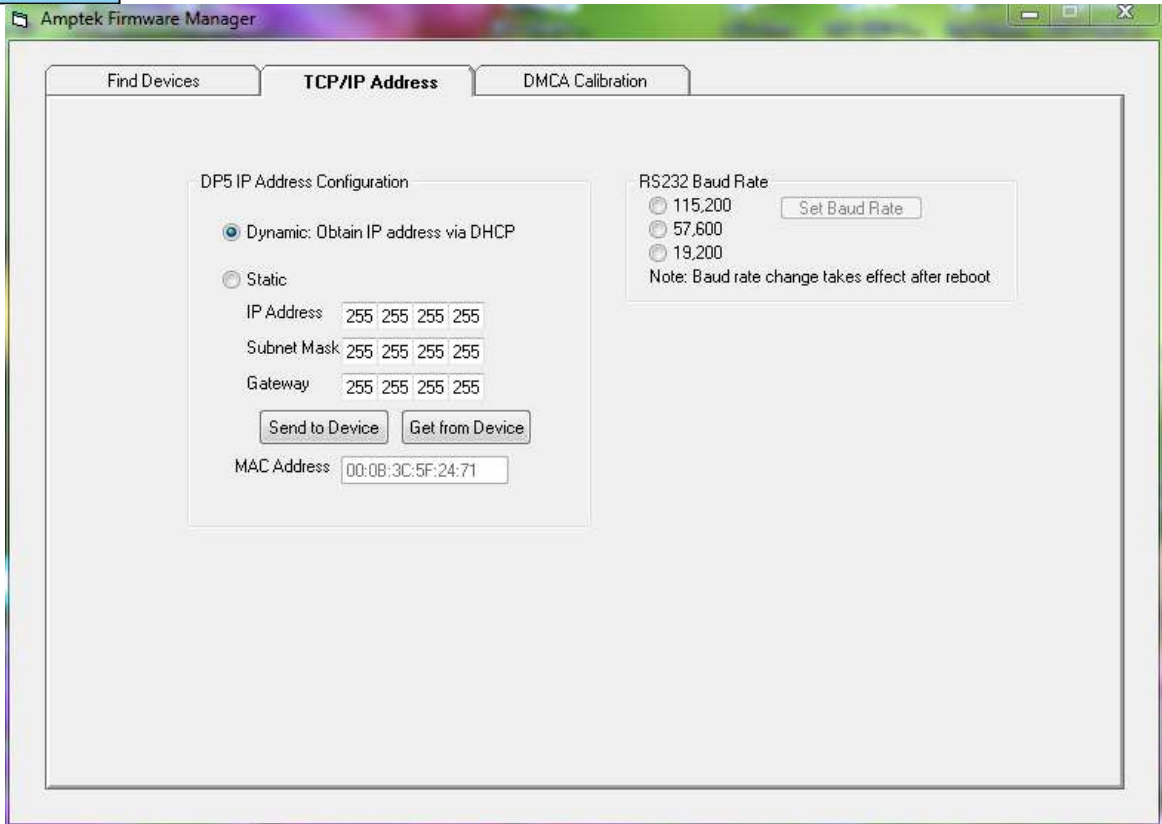 Amptek Firmware Manager
Find Devices TCP/IP Address DMCA Calibration
DP5 IP Address Configuration
Dynamic: Obtain IP address via DHCP
Static
IP Address 255 255 255 255
Subnet Mask 255 255 255 255
Gateway 255 255 255 255
Send to Device Get from Device
MAC Address 00:0B:3C:5F:24:71
RS232 Baud Rate
115,200 Set Baud Rate
57,600
19,200
Note: Baud rate change takes effect after reboot